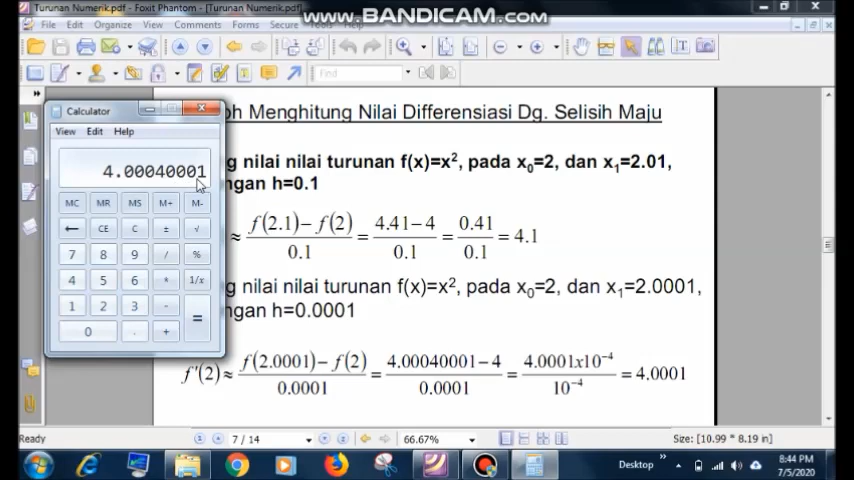 Turunan Numerik.pdf - Foxit Phantom - [Turunan Numerik.pdf]
www.BANDICAM.com
File Edit Organize View Comments Forms Secure Tools Help
Find
Calculator
View Edit Help
4.00040001
MC MR MS M+ M-
← CE C ± √
7 8 9 / %
4 5 6 * 1/x
1 2 3 - =
0 . +
oh Menghitung Nilai Differensiasi Dg. Selisih Maju
g nilai nilai turunan f(x)=x², pada x₀=2, dan x₁=2.01,
ngan h=0.1
≈ f(2.1)− f(2) / 0.1 = 4.41−4 / 0.1 = 0.41 / 0.1 = 4.1
g nilai nilai turunan f(x)=x², pada x₀=2, dan x₁=2.0001,
ngan h=0.0001
f'(2) ≈ f(2.0001)− f(2) / 0.0001 = 4.00040001−4 / 0.0001 = 4.0001x10⁻⁴ / 10⁻⁴ = 4.0001
Ready 7 / 14 66.67% Size: [10.99 * 8.19 in]
Desktop » 8:44 PM
7/5/2020